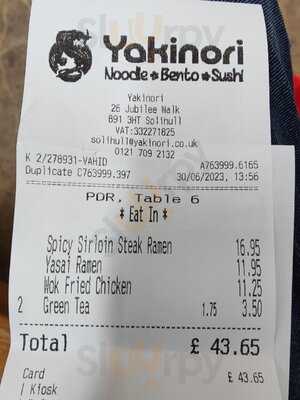 Yakinori
Noodle Bento Sushi
Yakinori
26 Jubilee Walk
B91 3HT Solihull
VAT:332271825
solihull@yakinori.co.uk
0121 709 2132
K 2/278931-VAHID A763999.6165
Duplicate C763999.397 30/06/2023, 13:56
PDR, Table 6
* Eat In *
Spicy Sirloin Steak Ramen 16.95
Yasai Ramen 11.95
Wok Fried Chicken 11.25
2 Green Tea 1.75 3.50
Total £ 43.65
Card £ 43.65
| Kiosk